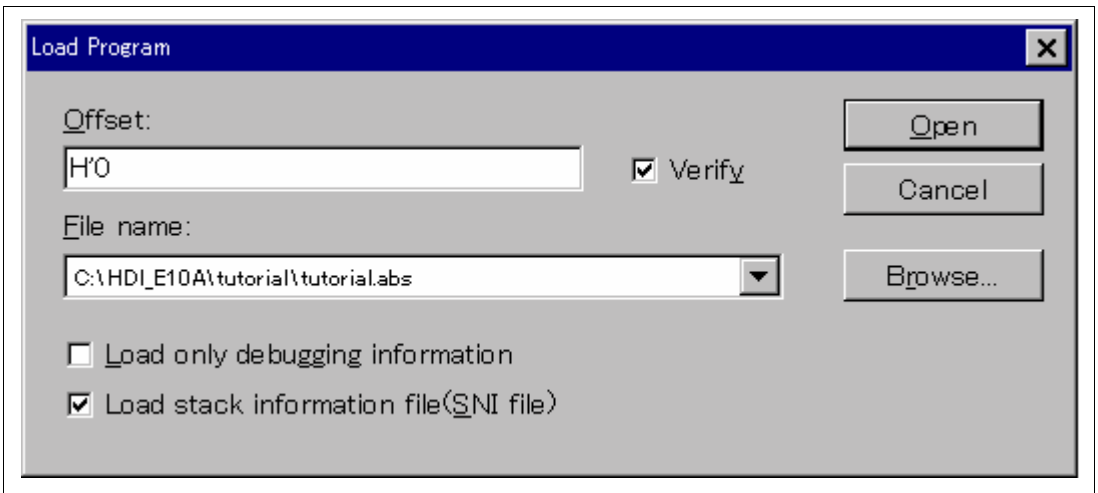 Load Program
Offset:
Open
H'0
Verify
Cancel
File name:
C:\HDI_E10A\tutorial\tutorial.abs
Browse...
Load only debugging information
Load stack information file(SNI file)